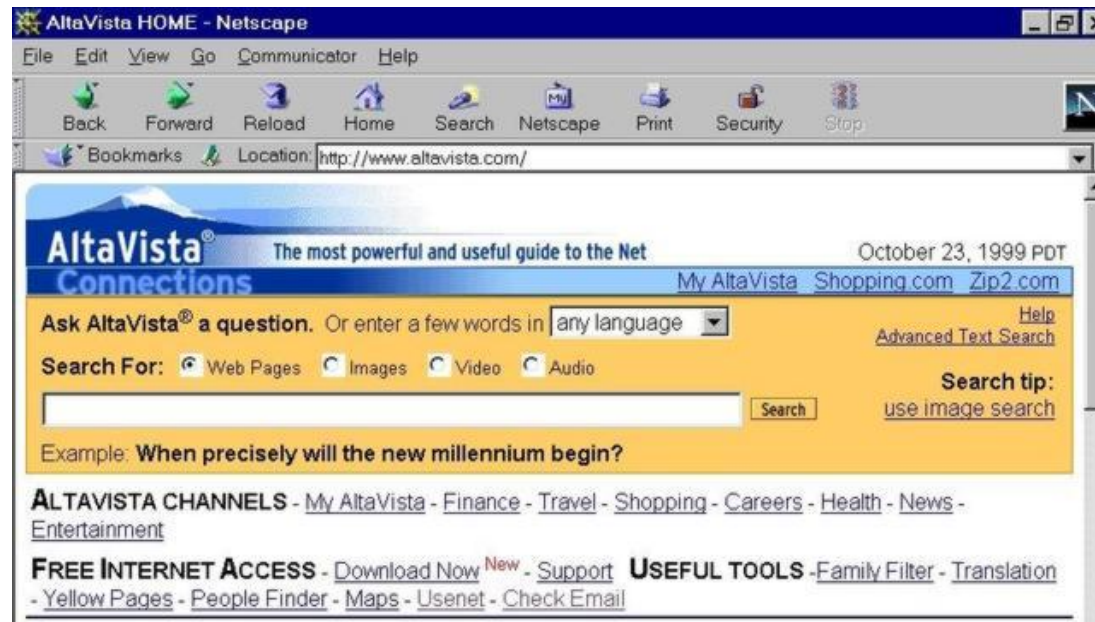 AltaVista HOME - Netscape
File Edit View Go Communicator Help
Back Forward Reload Home Search Netscape Print Security Stop
My
N
Bookmarks Location: http://www.altavista.com/
AltaVista® The most powerful and useful guide to the Net October 23, 1999 PDT
Connections My AltaVista Shopping.com Zip2.com
Ask AltaVista® a question. Or enter a few words in any language Help
Advanced Text Search
Search For: Web Pages Images Video Audio
Search tip:
Search use image search
Example: When precisely will the new millennium begin?
ALTAVISTA CHANNELS - My AltaVista - Finance - Travel - Shopping - Careers - Health - News -
Entertainment
FREE INTERNET ACCESS - Download Now New - Support USEFUL TOOLS -Family Filter - Translation
- Yellow Pages - People Finder - Maps - Usenet - Check Email